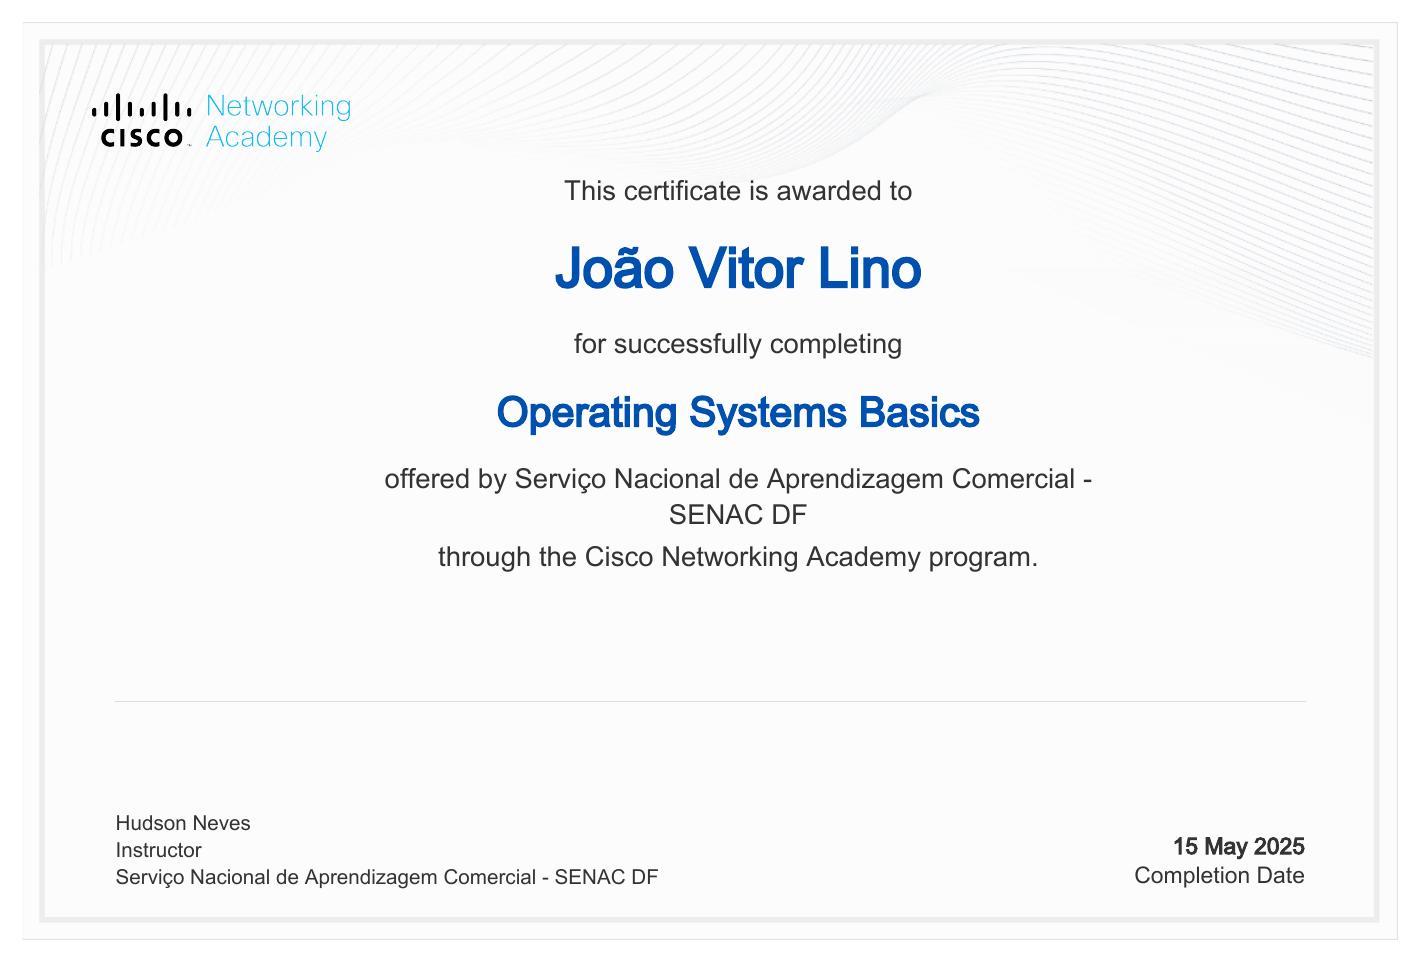 Networking
CISCO Academy
This certificate is awarded to
João Vitor Lino
for successfully completing
Operating Systems Basics
offered by Serviço Nacional de Aprendizagem Comercial -
SENAC DF
through the Cisco Networking Academy program.
Hudson Neves
Instructor
Serviço Nacional de Aprendizagem Comercial - SENAC DF
15 May 2025
Completion Date